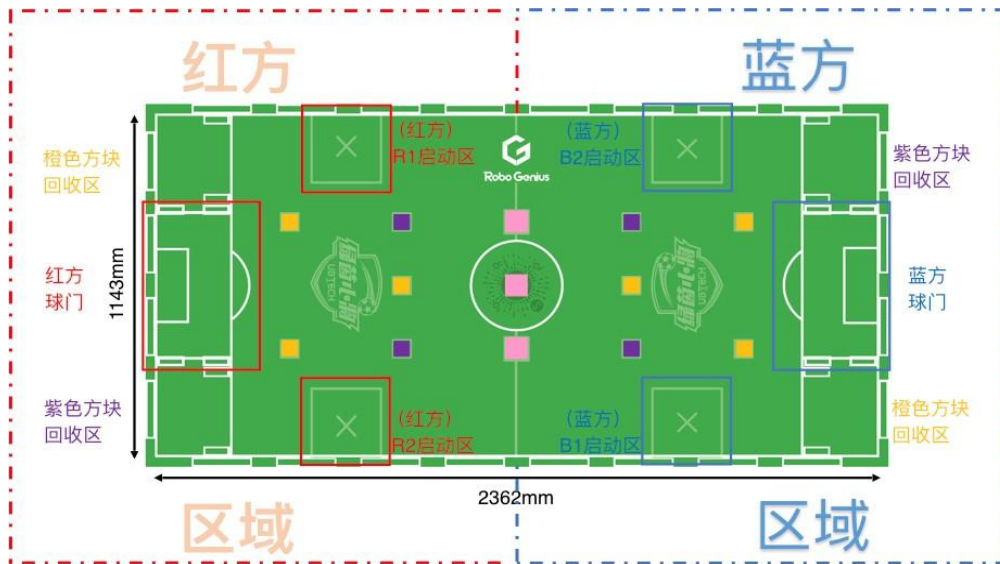 红方
蓝方
（红方）
R1启动区
（蓝方）
B2启动区
Robo Genius
橙色方块
回收区
紫色方块
回收区
红方
球门
1143mm
UBTECH
UBTECH
蓝方
球门
紫色方块
回收区
橙色方块
回收区
（红方）
R2启动区
（蓝方）
B1启动区
2362mm
区域
区域